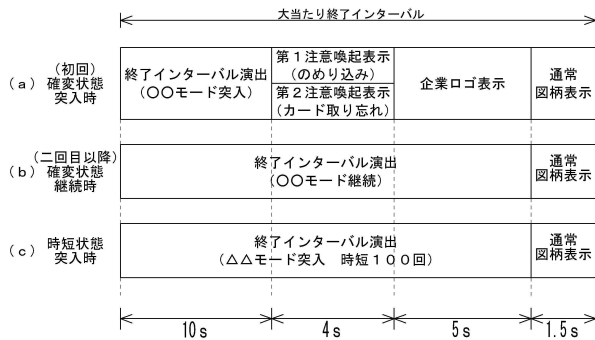 大当たり終了インターバル
(初回)
(a) 確変状態
突入時
終了インターバル演出
(〇〇モード突入)
第1注意喚起表示
(のめり込み)
第2注意喚起表示
(カード取り忘れ)
企業ロゴ表示
通常
図柄表示
(二回目以降)
(b) 確変状態
継続時
終了インターバル演出
(〇〇モード継続)
通常
図柄表示
(c) 時短状態
突入時
終了インターバル演出
(△△モード突入 時短100回)
通常
図柄表示
10s 4s 5s 1.5s